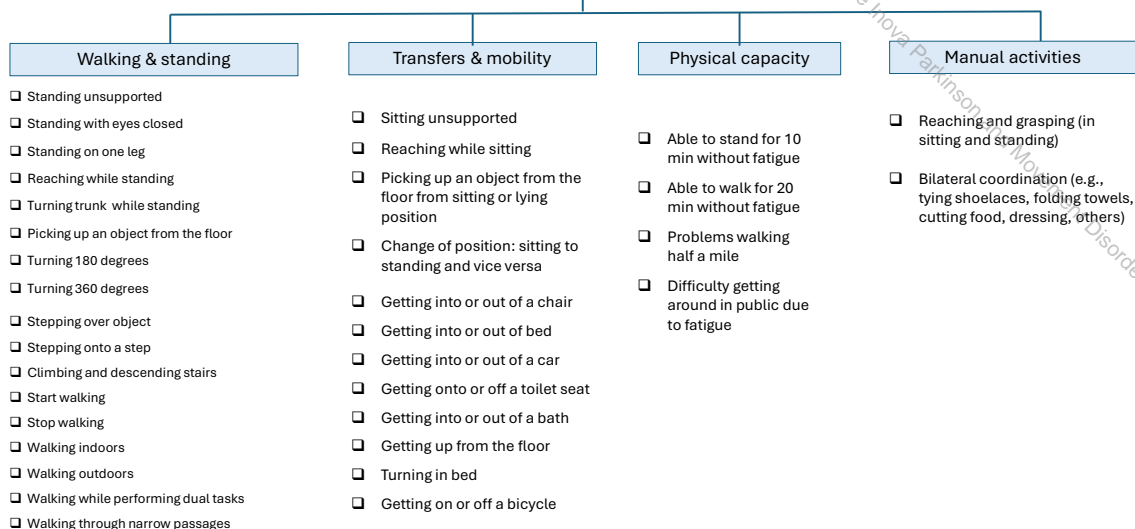 Walking & standing
❑ Standing unsupported
❑ Standing with eyes closed
❑ Standing on one leg
❑ Reaching while standing
❑ Turning trunk while standing
❑ Picking up an object from the floor
❑ Turning 180 degrees
❑ Turning 360 degrees
❑ Stepping over object
❑ Stepping onto a step
❑ Climbing and descending stairs
❑ Start walking
❑ Stop walking
❑ Walking indoors
❑ Walking outdoors
❑ Walking while performing dual tasks
❑ Walking through narrow passages
Transfers & mobility
❑ Sitting unsupported
❑ Reaching while sitting
❑ Picking up an object from the
floor from sitting or lying
position
❑ Change of position: sitting to
standing and vice versa
❑ Getting into or out of a chair
❑ Getting into or out of bed
❑ Getting into or out of a car
❑ Getting onto or off a toilet seat
❑ Getting into or out of a bath
❑ Getting up from the floor
❑ Turning in bed
❑ Getting on or off a bicycle
Physical capacity
❑ Able to stand for 10
min without fatigue
❑ Able to walk for 20
min without fatigue
❑ Problems walking
half a mile
❑ Difficulty getting
around in public due
to fatigue
Manual activities
❑ Reaching and grasping (in
sitting and standing)
❑ Bilateral coordination (e.g.,
tying shoelaces, folding towels,
cutting food, dressing, others)
Inova Parkinson and Movement